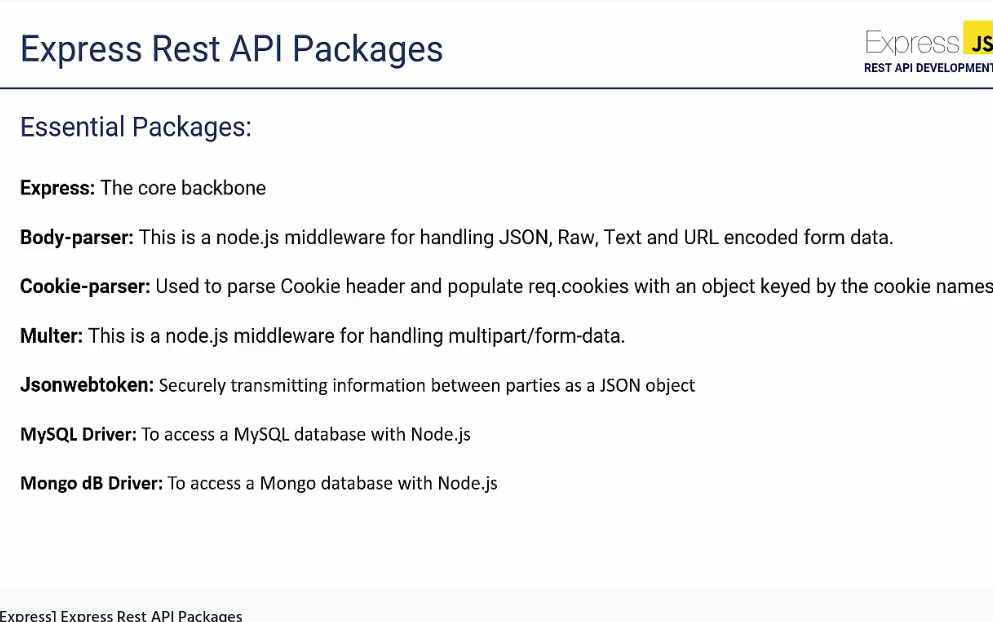 Express Rest API Packages
Express JS
REST API DEVELOPMENT
Essential Packages:
Express: The core backbone
Body-parser: This is a node.js middleware for handling JSON, Raw, Text and URL encoded form data.
Cookie-parser: Used to parse Cookie header and populate req.cookies with an object keyed by the cookie names
Multer: This is a node.js middleware for handling multipart/form-data.
Jsonwebtoken: Securely transmitting information between parties as a JSON object
MySQL Driver: To access a MySQL database with Node.js
Mongo dB Driver: To access a Mongo database with Node.js
Express] Express Rest API Packages